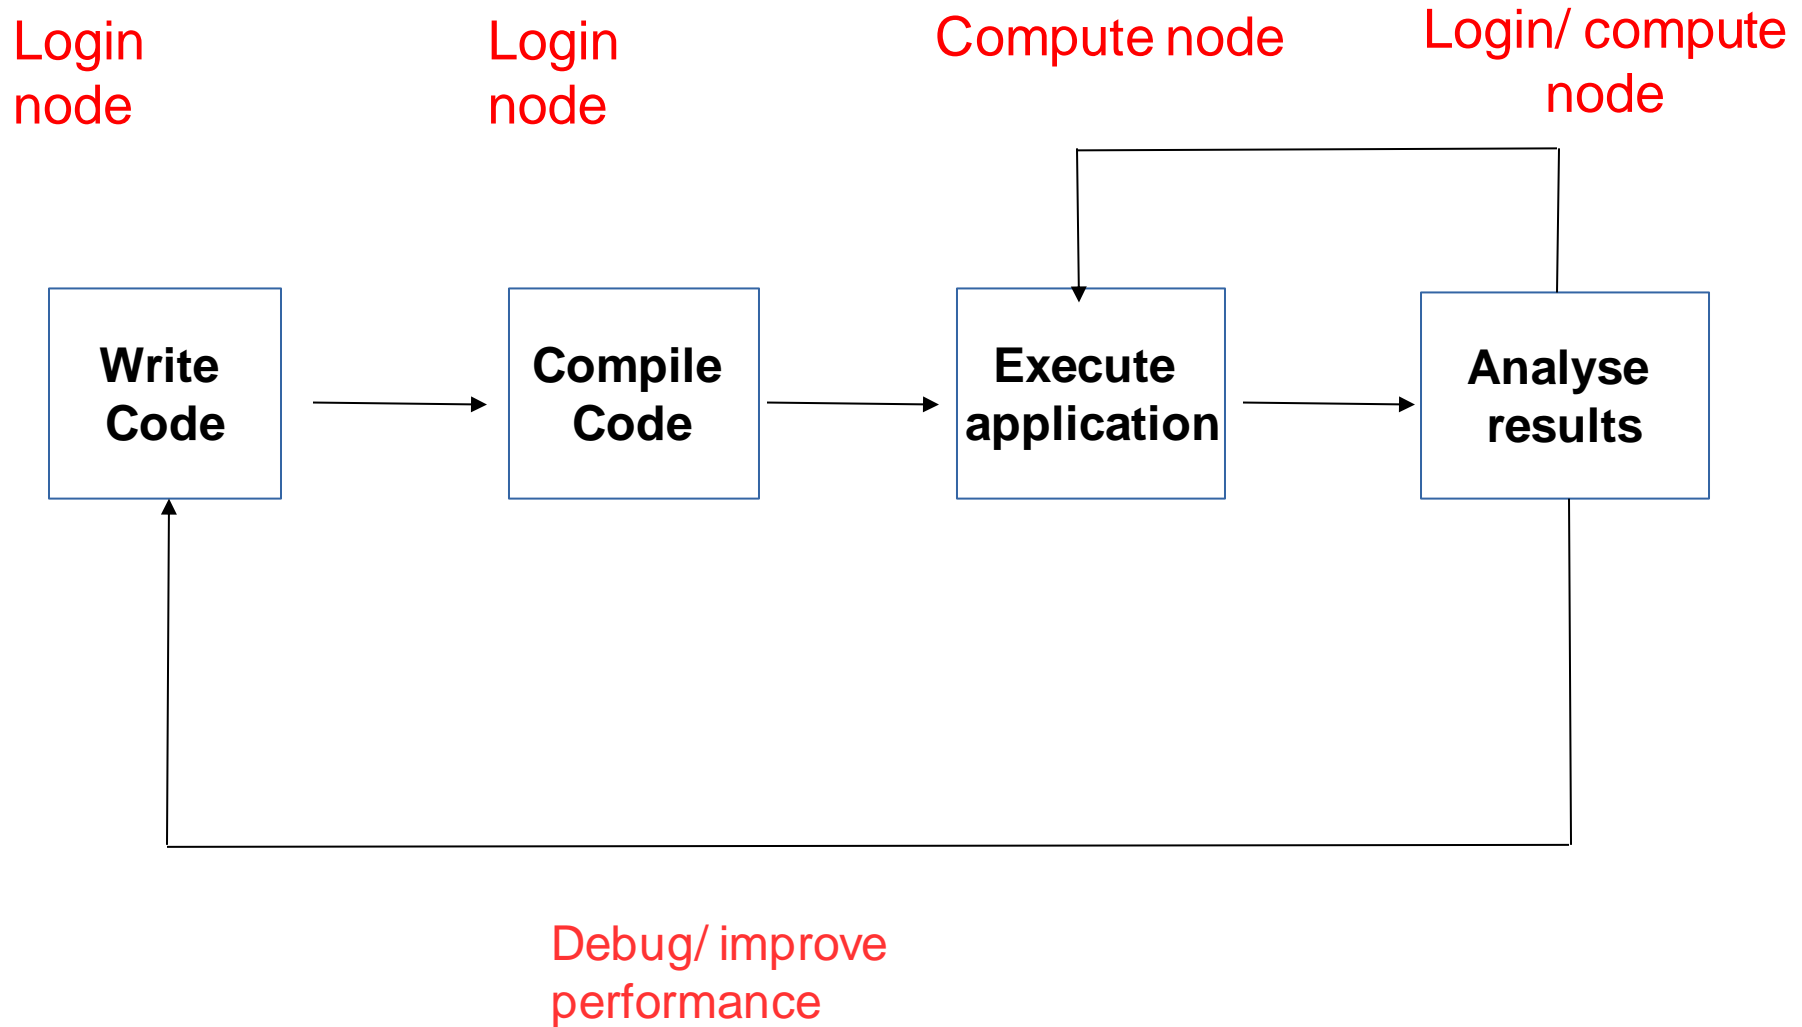 Login
node
Login
node
Compute node
Login/ compute
node
Write
Code
Compile
Code
Execute
application
Analyse
results
Debug/ improve
performance